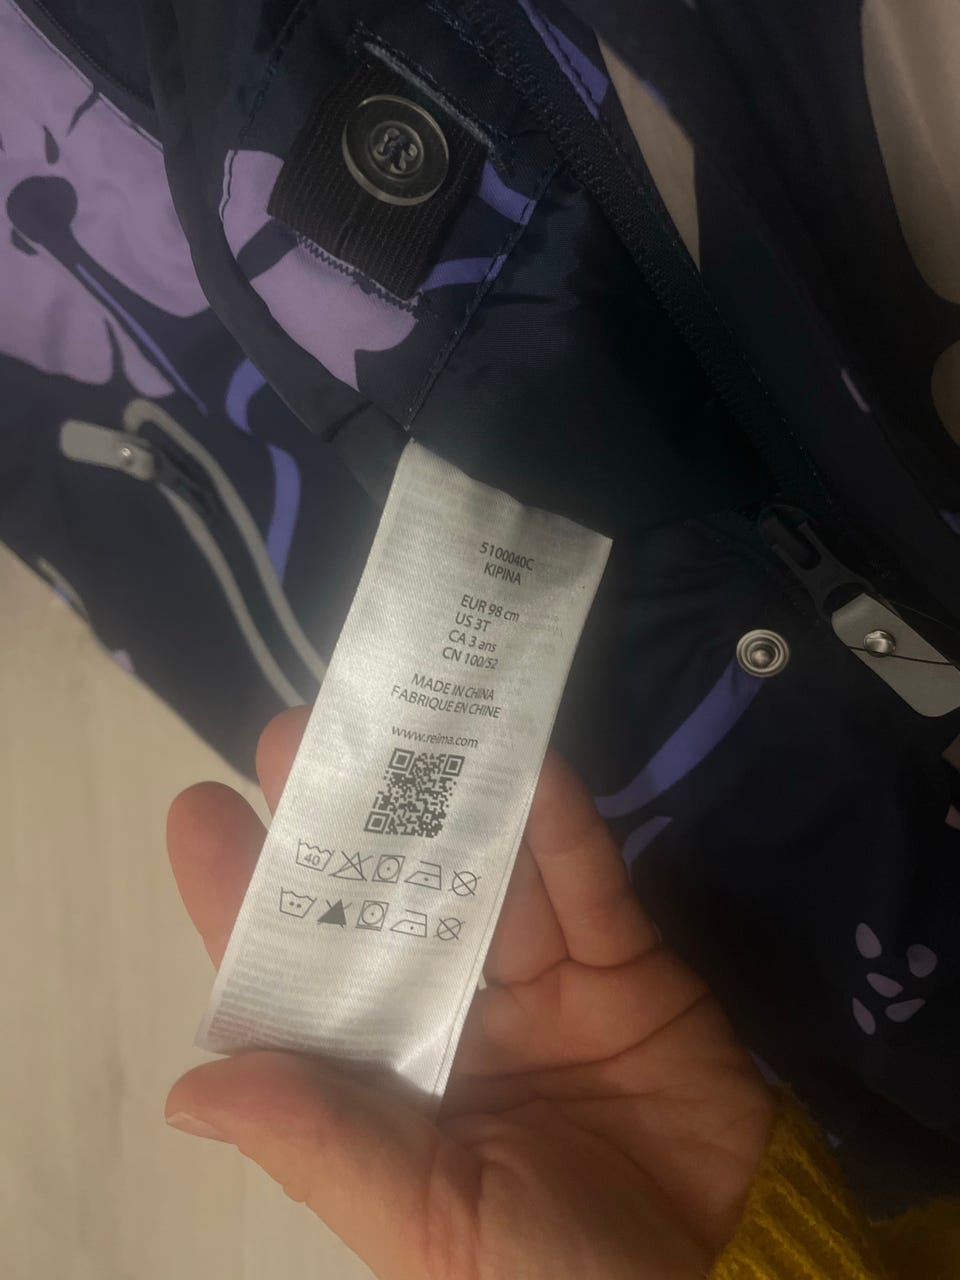 5100040C
KIPINA
EUR 98 cm
US 3T
CA 3 ans
CN 100/52
MADE IN CHINA
FABRIQUE EN CHINE
www.reima.com
40